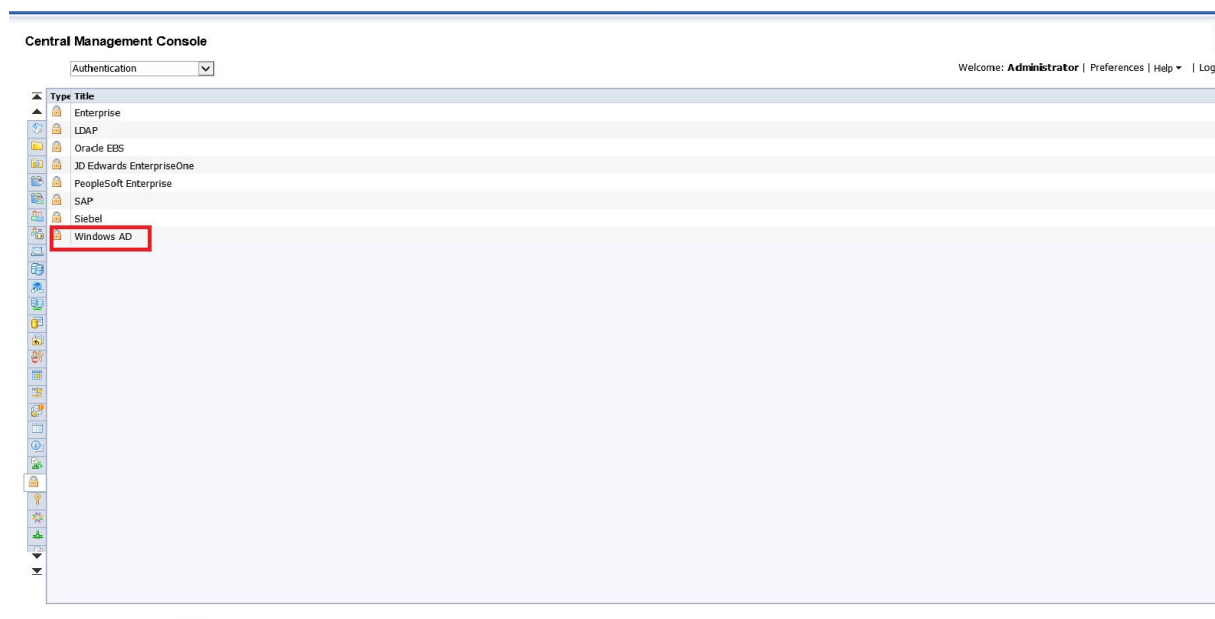 Central Management Console
Authentication
Welcome: Administrator | Preferences | Help | Log
Type Title
Enterprise
LDAP
Oracle EBS
JD Edwards EnterpriseOne
PeopleSoft Enterprise
SAP
Siebel
Windows AD